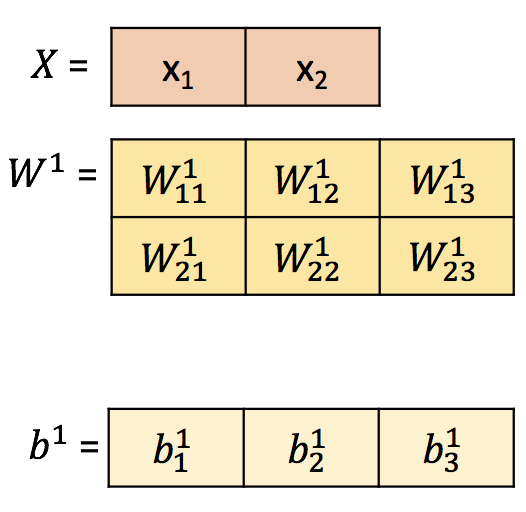 X = x₁ x₂
W¹ = W¹₁₁ W¹₁₂ W¹₁₃
W¹₂₁ W¹₂₂ W¹₂₃
b¹ = b¹₁ b¹₂ b¹₃